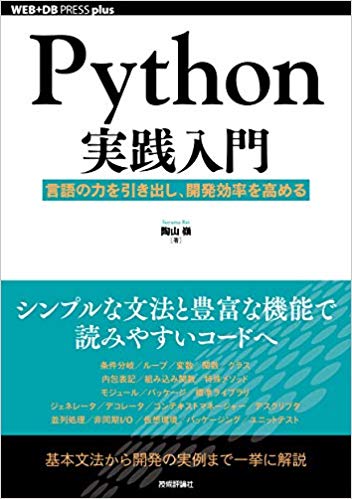 WEB+DB PRESS plus
Python
実践入門
言語の力を引き出し、開発効率を高める
Suyama Rei
陶山 嶺
[著]
シンプルな文法と豊富な機能で
読みやすいコードへ
条件分岐/ループ/変数/関数/クラス
内包表記/組み込み関数/特殊メソッド
モジュール/パッケージ/標準ライブラリ
ジェネレータ/デコレータ/コンテキストマネージャー/デスクリプタ
並列処理/非同期I/O/仮想環境/パッケージング/ユニットテスト
基本文法から開発の実例まで一挙に解説
技術評論社